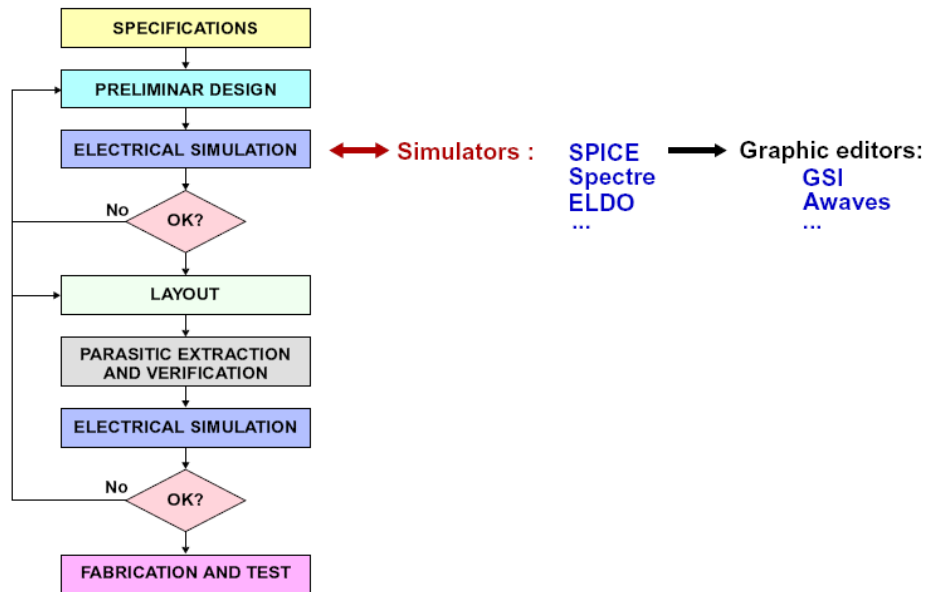 SPECIFICATIONS
PRELIMINAR DESIGN
ELECTRICAL SIMULATION
Simulators :
SPICE
Spectre
ELDO
...
Graphic editors:
GSI
Awaves
...
No
OK?
LAYOUT
PARASITIC EXTRACTION
AND VERIFICATION
ELECTRICAL SIMULATION
No
OK?
FABRICATION AND TEST